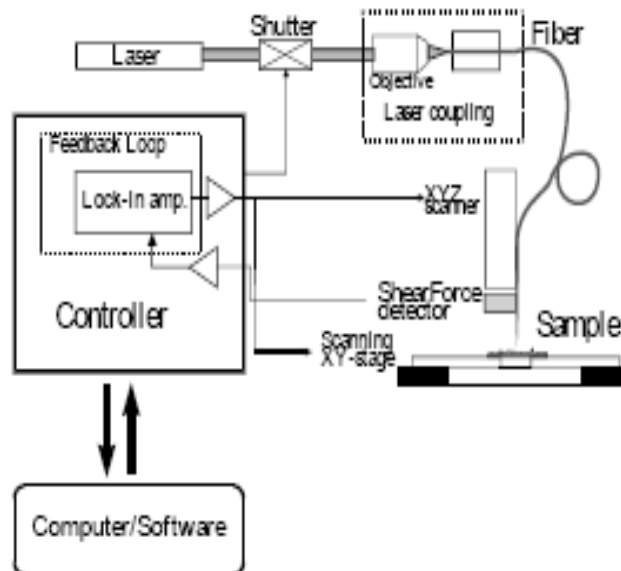 Shutter
Laser
Objective
Fiber
Laser coupling
Feedback Loop
Lock-In amp.
XYZ
scanner
ShearForce
detector
Controller
Sample
Scanning
XY-stage
Computer/Software